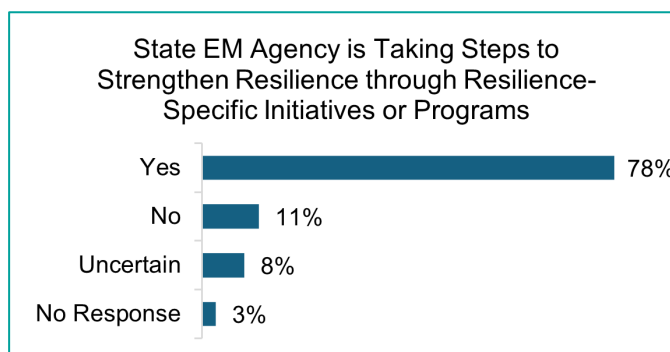 State EM Agency is Taking Steps to
Strengthen Resilience through Resilience-
Specific Initiatives or Programs
Yes 78%
No 11%
Uncertain 8%
No Response 3%